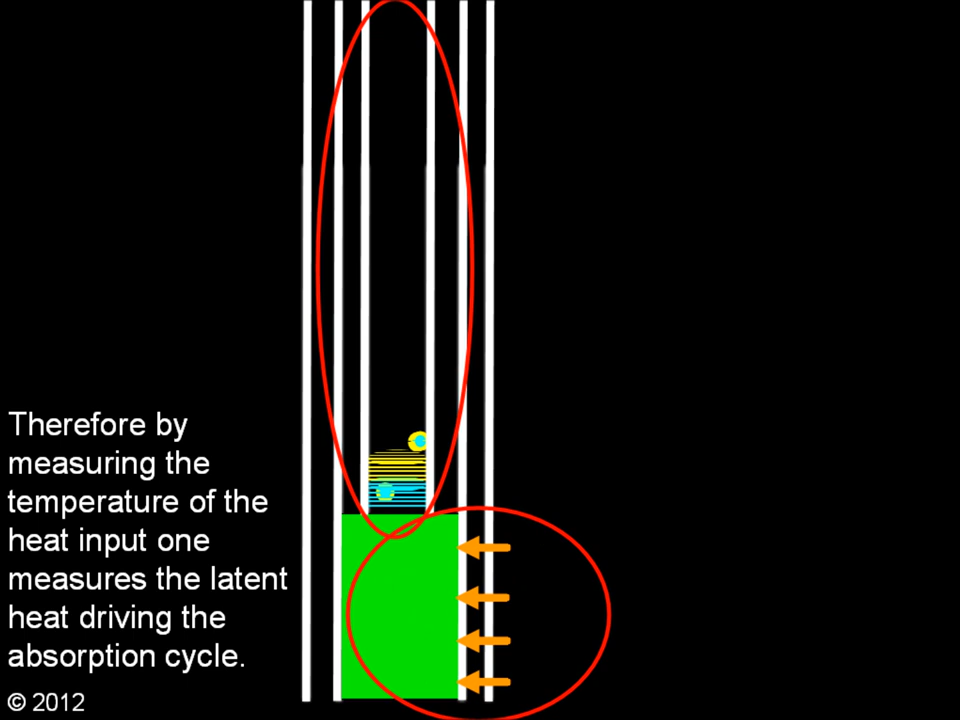 Therefore by
measuring the
temperature of the
heat input one
measures the latent
heat driving the
absorption cycle.
© 2012